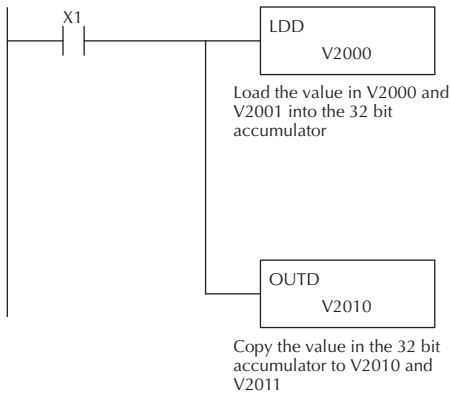 X1
LDD
V2000
Load the value in V2000 and
V2001 into the 32 bit
accumulator
OUTD
V2010
Copy the value in the 32 bit
accumulator to V2010 and
V2011